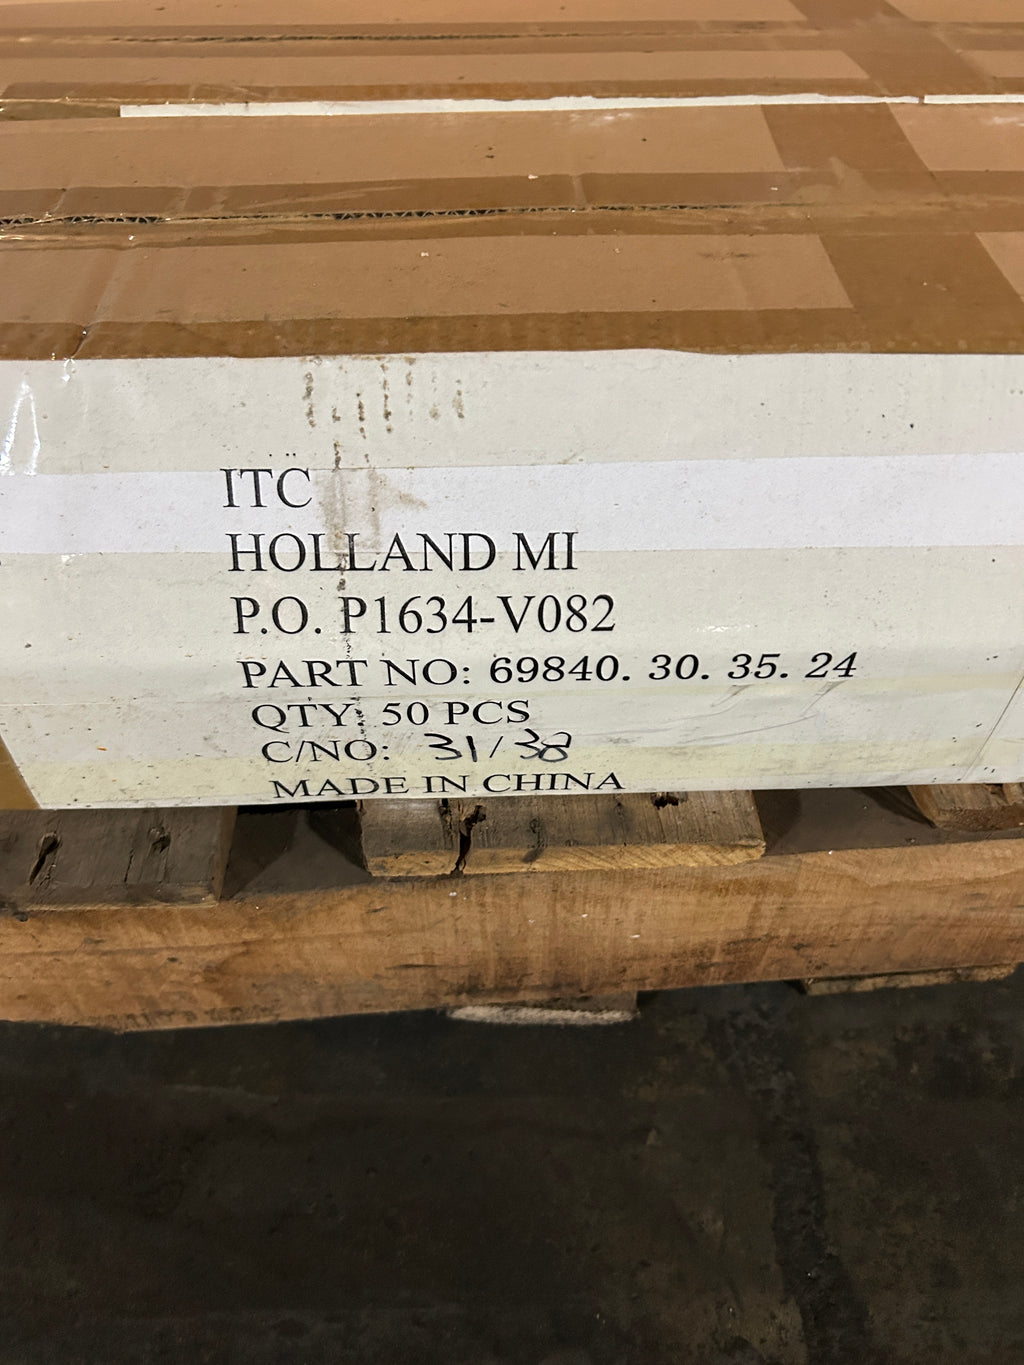 ITC
HOLLAND MI
P.O. P1634-V082
PART NO: 69840. 30. 35. 24
QTY: 50 PCS
C/NO: 31/38
MADE IN CHINA